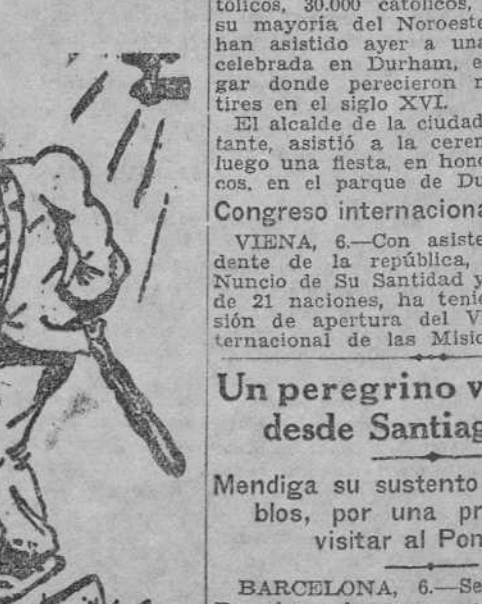 tólicos, 30.000 católicos,
su mayoría del Noroeste
han asistido ayer a una
celebrada en Durham, e
gar donde perecieron m
tires en el siglo XVI.
El alcalde de la ciudad
tante, asistió a la cerem
luego una fiesta, en hono
cos, en el parque de Du
Congreso internaciona
VIENA, 6.—Con asiste
dente de la república,
Nuncio de Su Santidad y
de 21 naciones, ha tenid
sión de apertura del V
ternacional de las Misio
Un peregrino v
desde Santiag
Mendiga su sustento
blos, por una pr
visitar al Pon
BARCELONA, 6.—Se